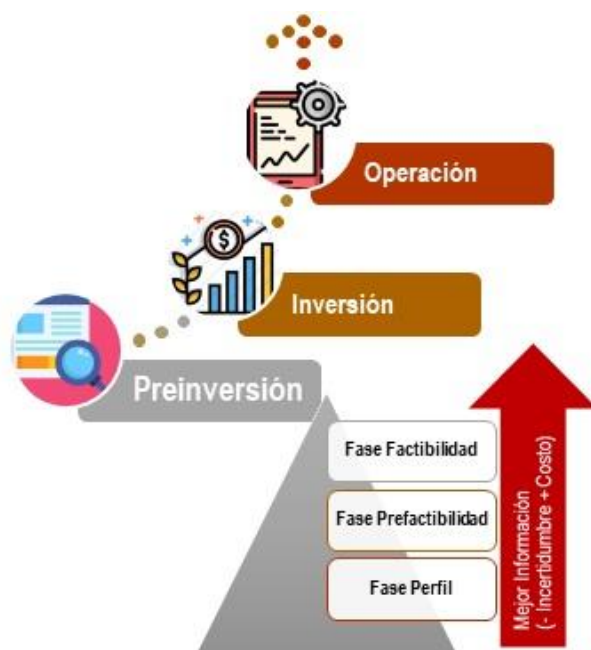 Operación
Inversión
Preinversión
Fase Factibilidad
Fase Prefactibilidad
Fase Perfil
Mejor Información
(- Incertidumbre + Costo)
$